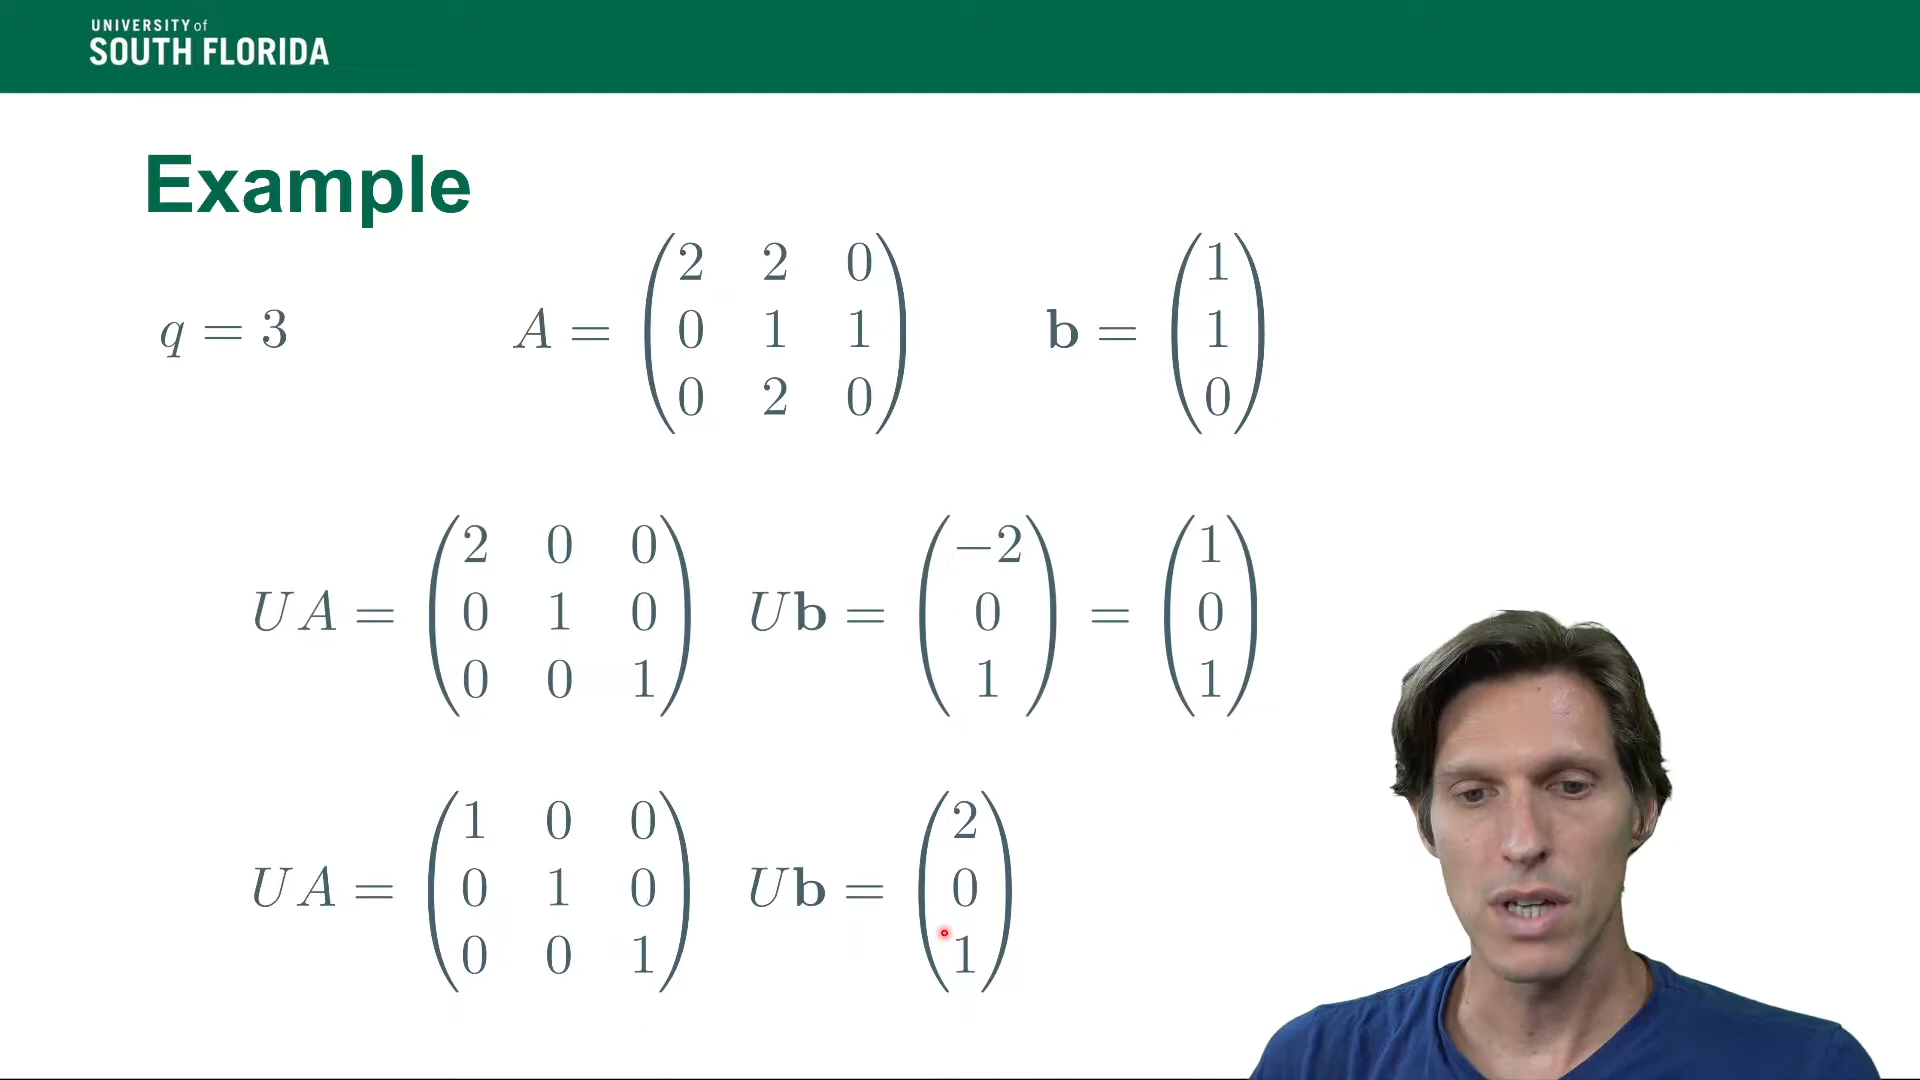 UNIVERSITY of
SOUTH FLORIDA
Example
q = 3
A = ( 2 2 0
0 1 1
0 2 0 )
b = ( 1
1
0 )
UA = ( 2 0 0
0 1 0
0 0 1 )
Ub = ( −2
0
1 )
= ( 1
0
1 )
UA = ( 1 0 0
0 1 0
0 0 1 )
Ub = ( 2
0
1 )